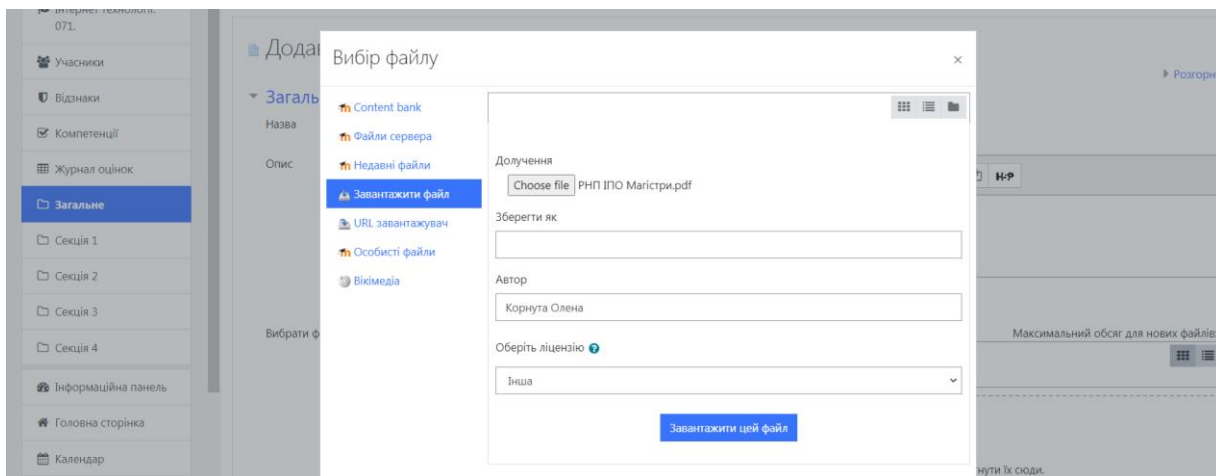 Інтернет технології.
071.
Учасники
Відзнаки
Компетенції
Журнал оцінок
Загальне
Секція 1
Секція 2
Секція 3
Секція 4
Інформаційна панель
Головна сторінка
Календар
Дода
Розгорн
Загаль
Назва
Опис
Вибрати ф
Вибір файлу
×
Content bank
Файли сервера
Недавні файли
Завантажити файл
URL завантажувач
Особисті файли
Вікімедіа
Долучення
Choose file РНП ІПО Магістри.pdf
Зберегти як
Автор
Корнута Олена
Оберіть ліцензію
Інша
Завантажити цей файл
H-P
Максимальний обсяг для нових файлів:
нути їх сюди.